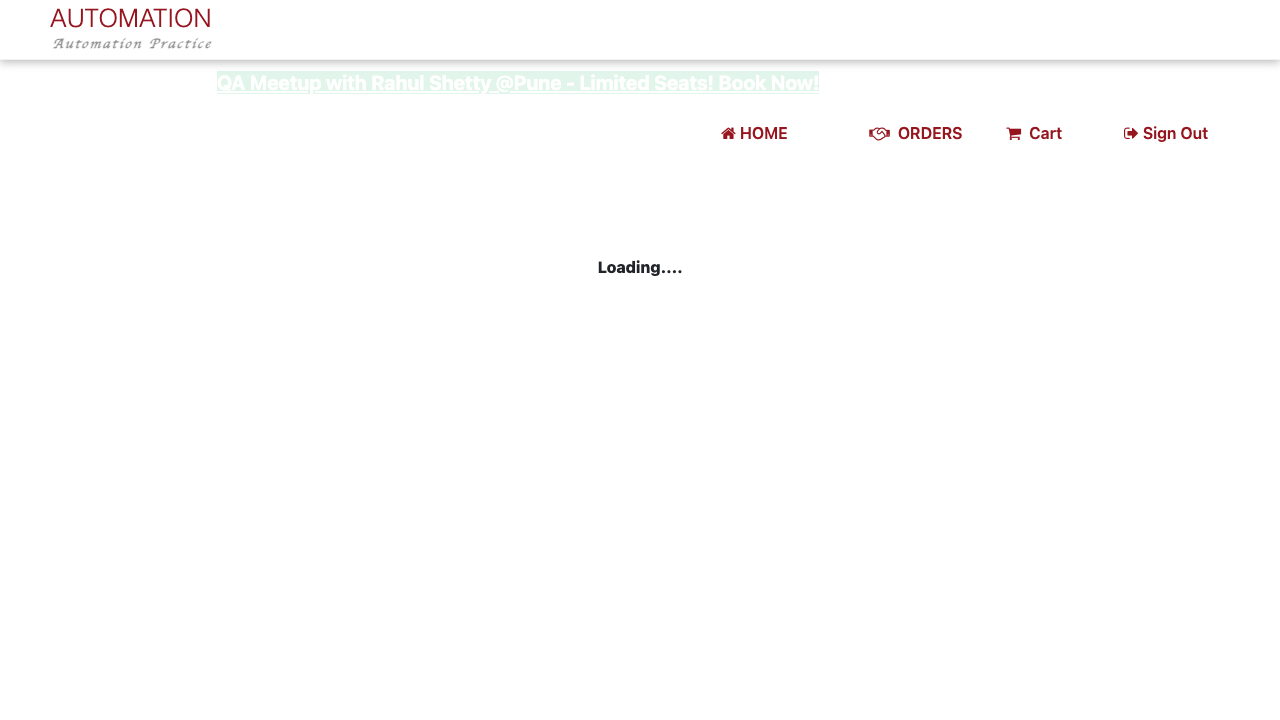 AUTOMATION
Automation Practice
QA Meetup with Rahul Shetty @Pune - Limited Seats! Book Now!
HOME ORDERS Cart Sign Out
Loading....